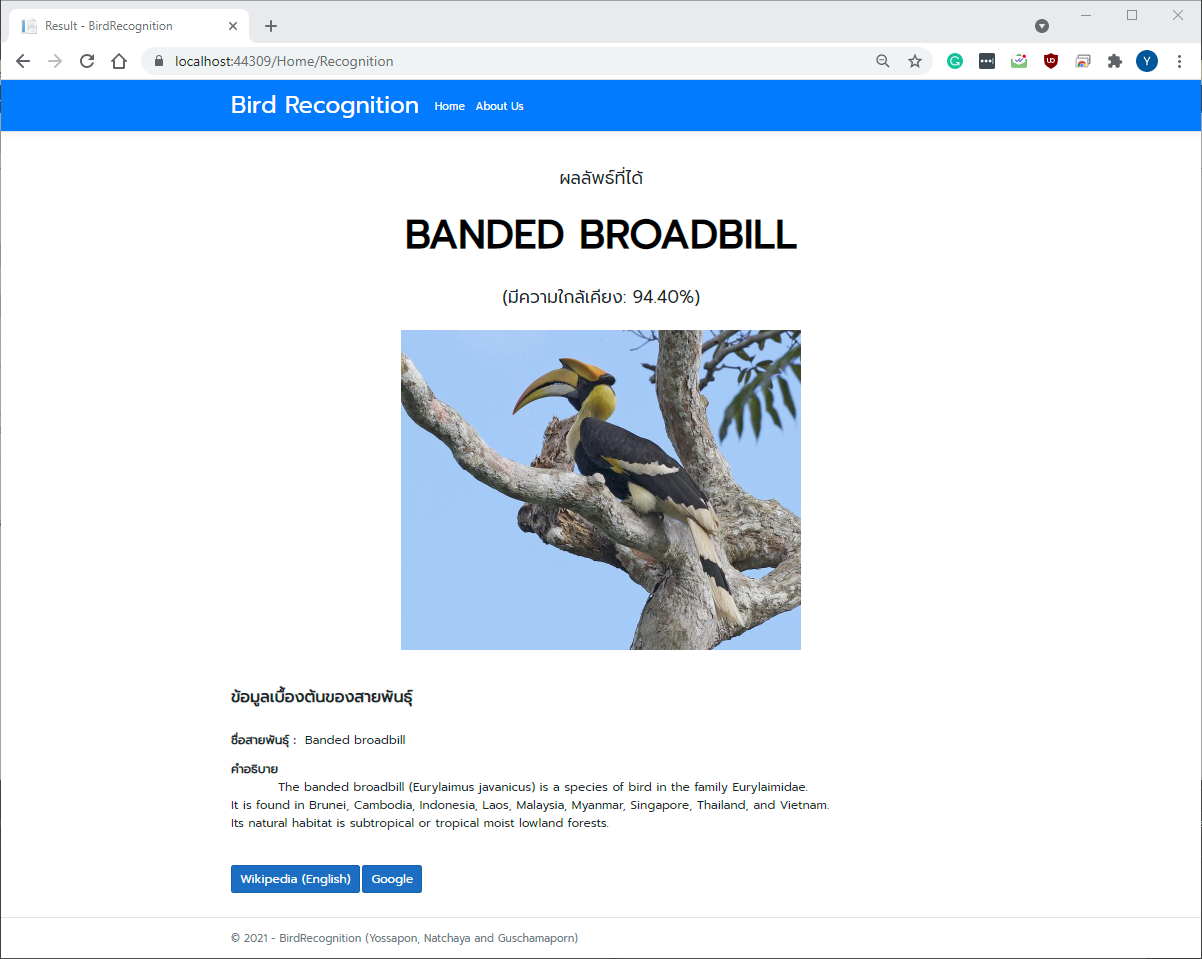 Result - BirdRecognition
localhost:44309/Home/Recognition
Y
Bird Recognition Home About Us
ผลลัพธ์ที่ได้
BANDED BROADBILL
(มีความใกล้เคียง: 94.40%)
ข้อมูลเบื้องต้นของสายพันธุ์
ชื่อสายพันธุ์ : Banded broadbill
คำอธิบาย
The banded broadbill (Eurylaimus javanicus) is a species of bird in the family Eurylaimidae.
It is found in Brunei, Cambodia, Indonesia, Laos, Malaysia, Myanmar, Singapore, Thailand, and Vietnam.
Its natural habitat is subtropical or tropical moist lowland forests.
Wikipedia (English) Google
© 2021 - BirdRecognition (Yossapon, Natchaya and Guschamaporn)